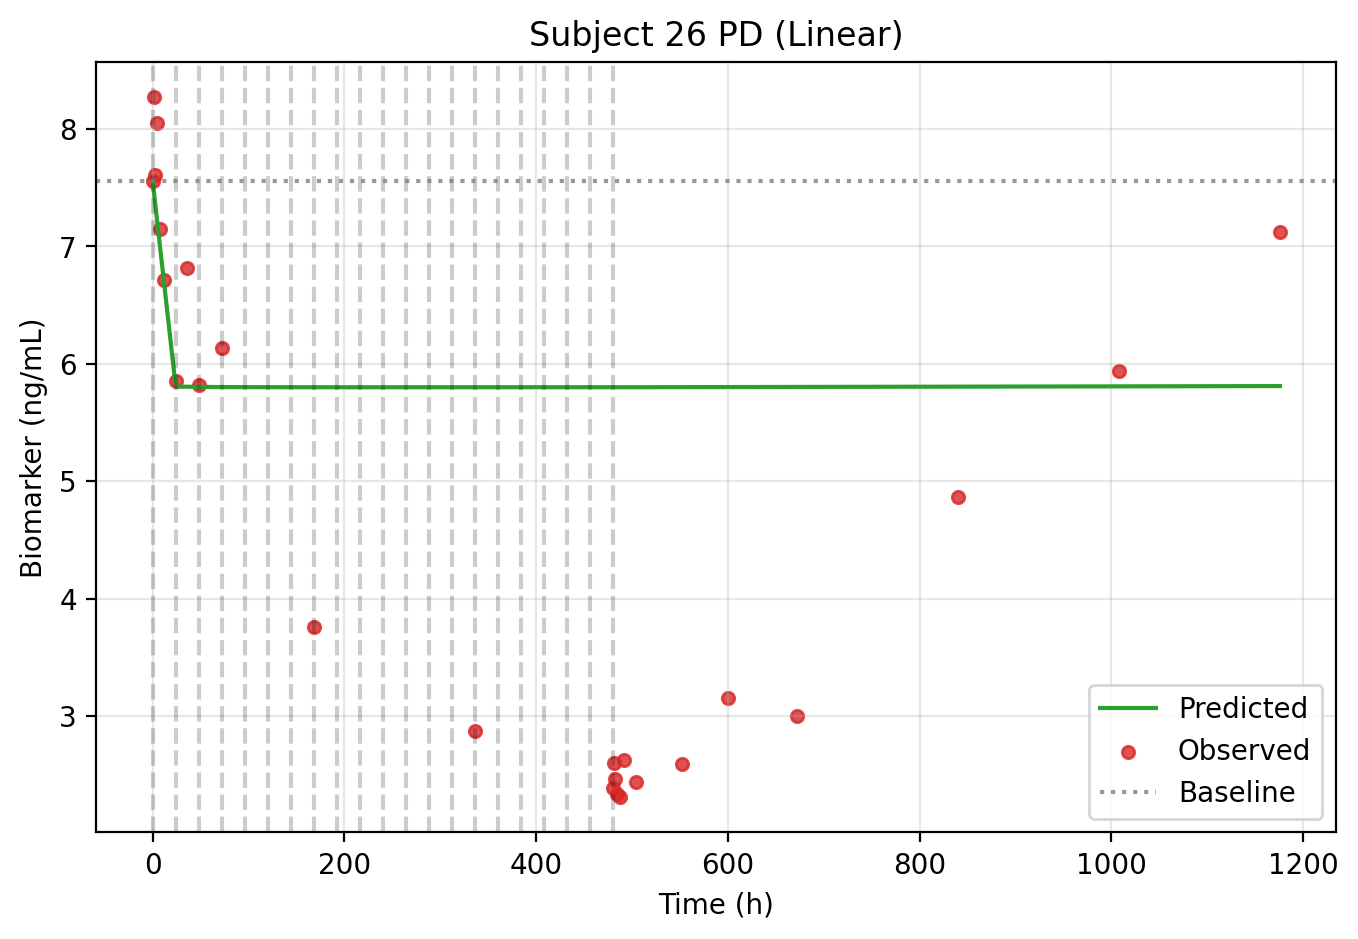 Subject 26 PD (Linear)
Biomarker (ng/mL)
8
7
6
5
4
3
0
200
400
600
800
1000
1200
Time (h)
Predicted
Observed
Baseline